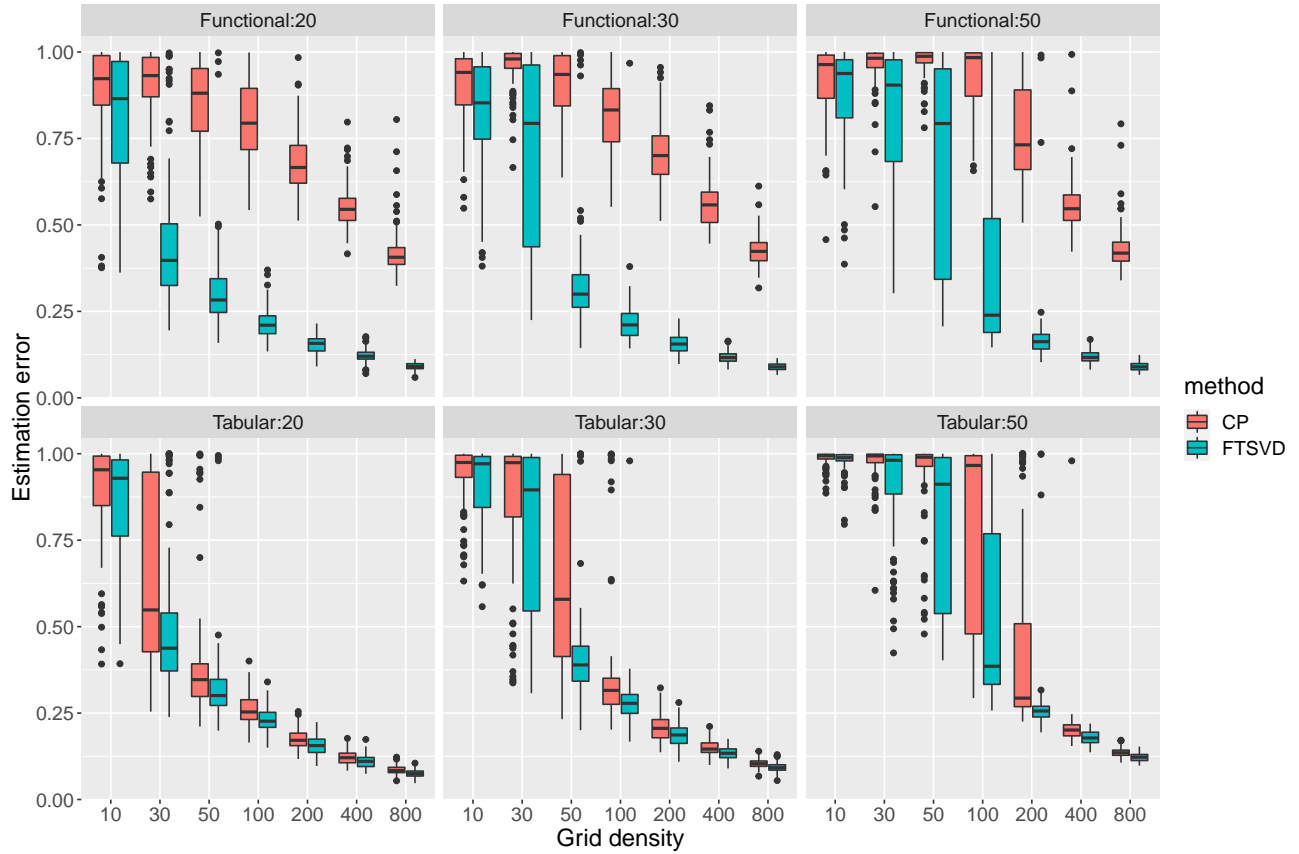 Functional:20 Functional:30 Functional:50
1.00
0.75
0.50
0.25
0.00
Tabular:20 Tabular:30 Tabular:50
1.00
0.75
0.50
0.25
0.00
10 30 50 100 200 400 800 10 30 50 100 200 400 800 10 30 50 100 200 400 800
Grid density
Estimation error
method
CP
FTSVD